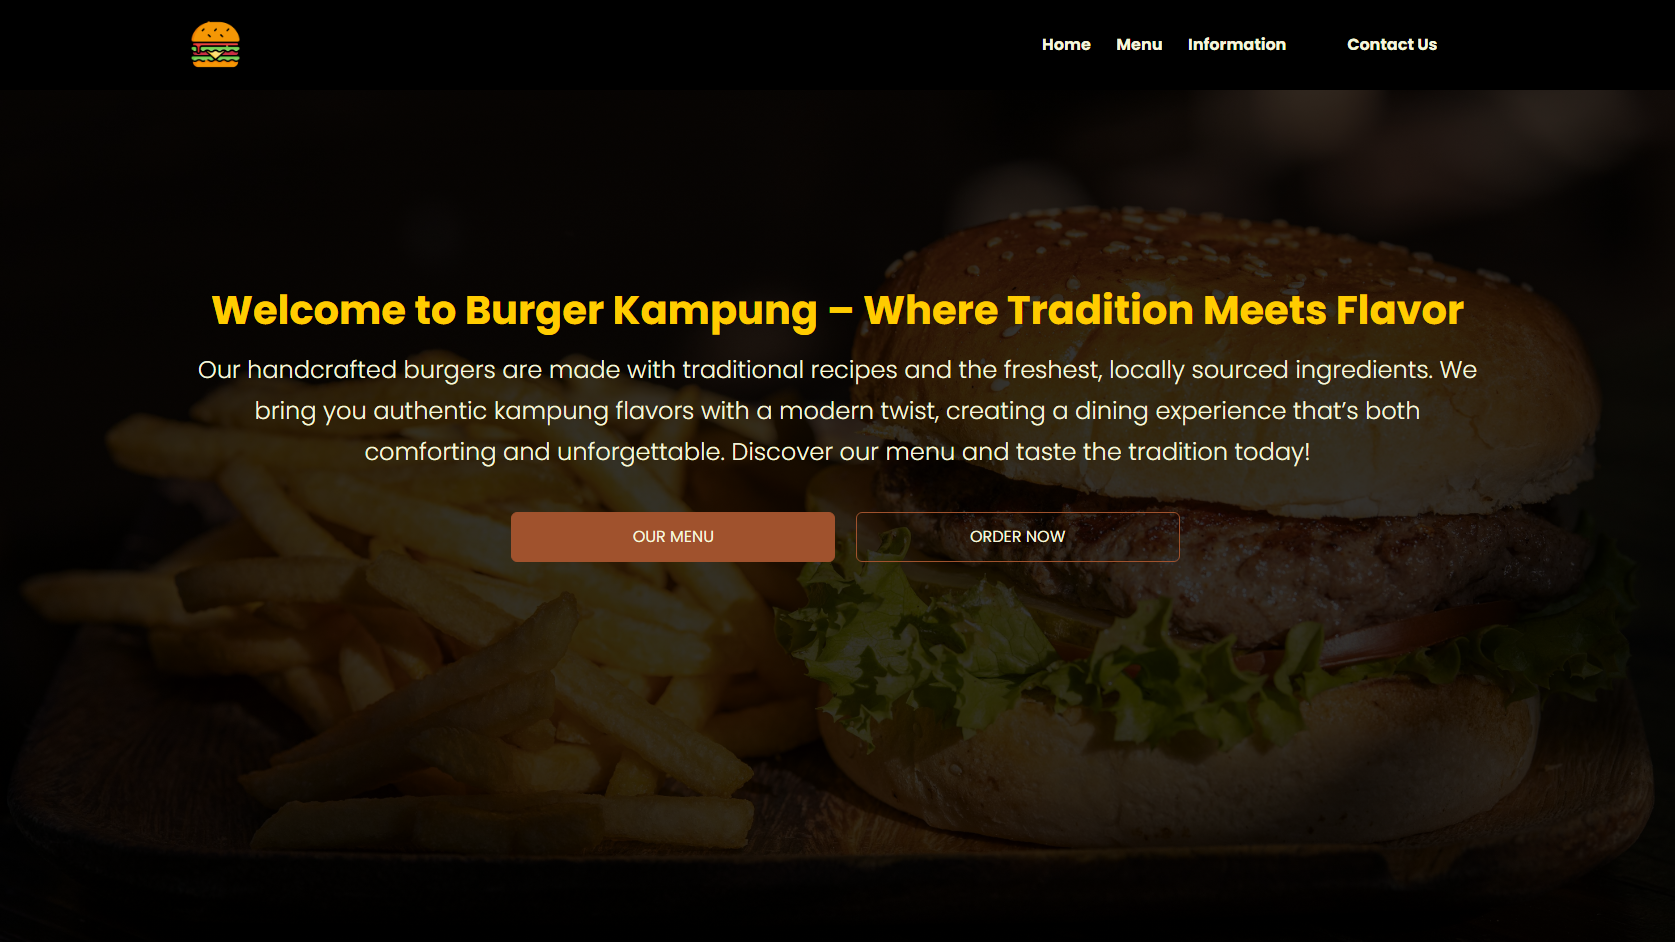 Home Menu Information Contact Us
Welcome to Burger Kampung – Where Tradition Meets Flavor
Our handcrafted burgers are made with traditional recipes and the freshest, locally sourced ingredients. We
bring you authentic kampung flavors with a modern twist, creating a dining experience that’s both
comforting and unforgettable. Discover our menu and taste the tradition today!
OUR MENU ORDER NOW